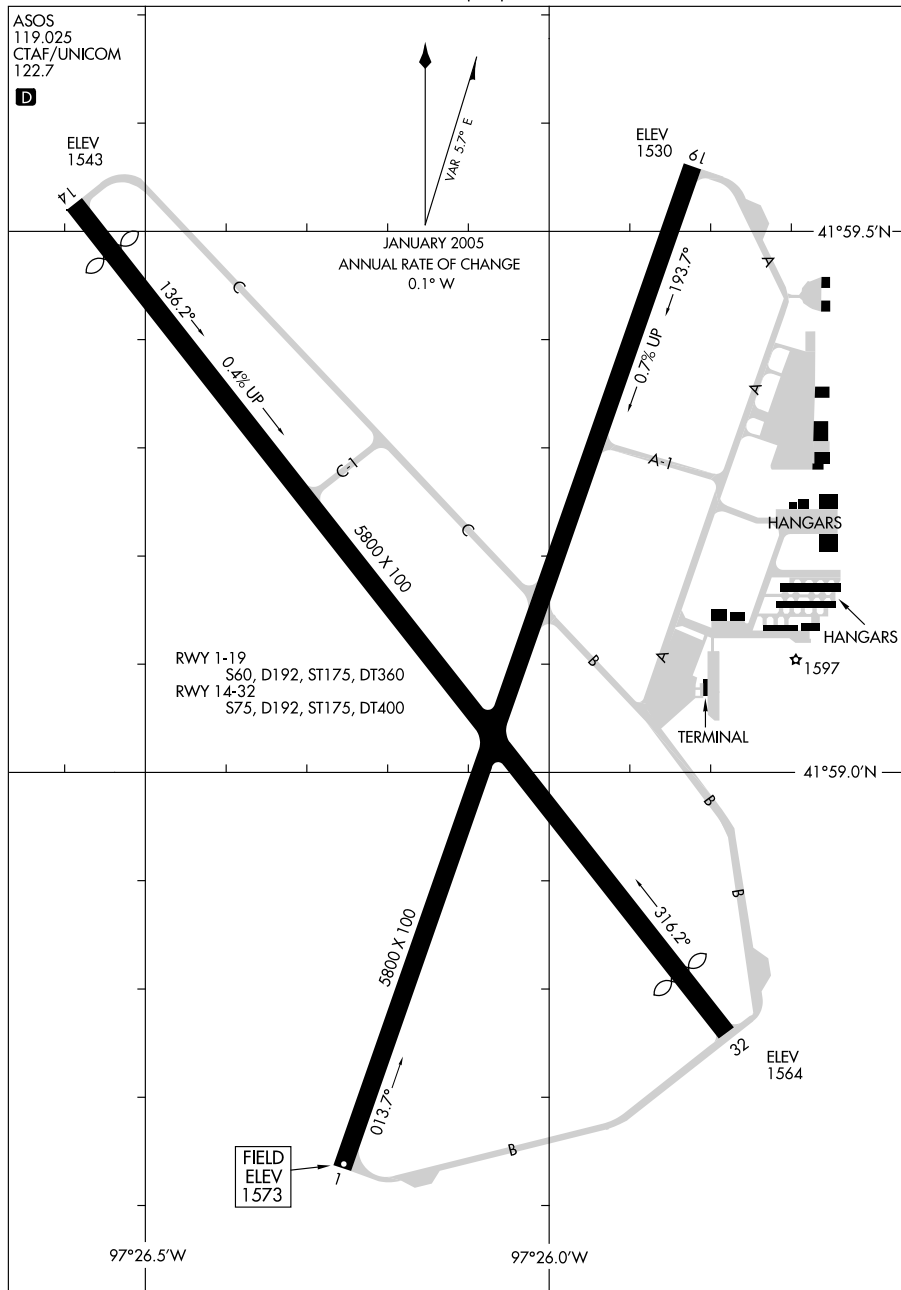 ASOS
119.025
CTAF/UNICOM
122.7
D
ELEV
1543
14
VAR 5.7° E
JANUARY 2005
ANNUAL RATE OF CHANGE
0.1° W
ELEV
1530
19
41°59.5'N
136.2°
0.4% UP
C
193.7°
0.7% UP
A
A
C-1
A-1
C
5800 X 100
HANGARS
HANGARS
RWY 1-19
S60, D192, ST175, DT360
RWY 14-32
S75, D192, ST175, DT400
B
A
1597
TERMINAL
41°59.0'N
B
B
5800 X 100
316.2°
32
ELEV
1564
013.7°
B
FIELD
ELEV
1573
1
97°26.5'W
97°26.0'W